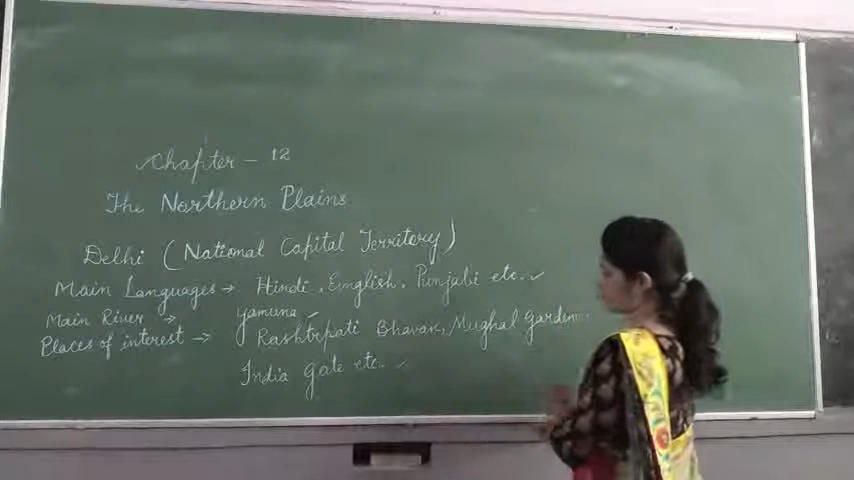 Chapter - 12
The Northern Plains
Delhi (National Capital Territory)
Main Languages → Hindi, English, Punjabi etc. ✓
Main River → Yamuna ✓
Places of interest → Rashtrpati Bhavan, Mughal Garden
India gate etc. ✓